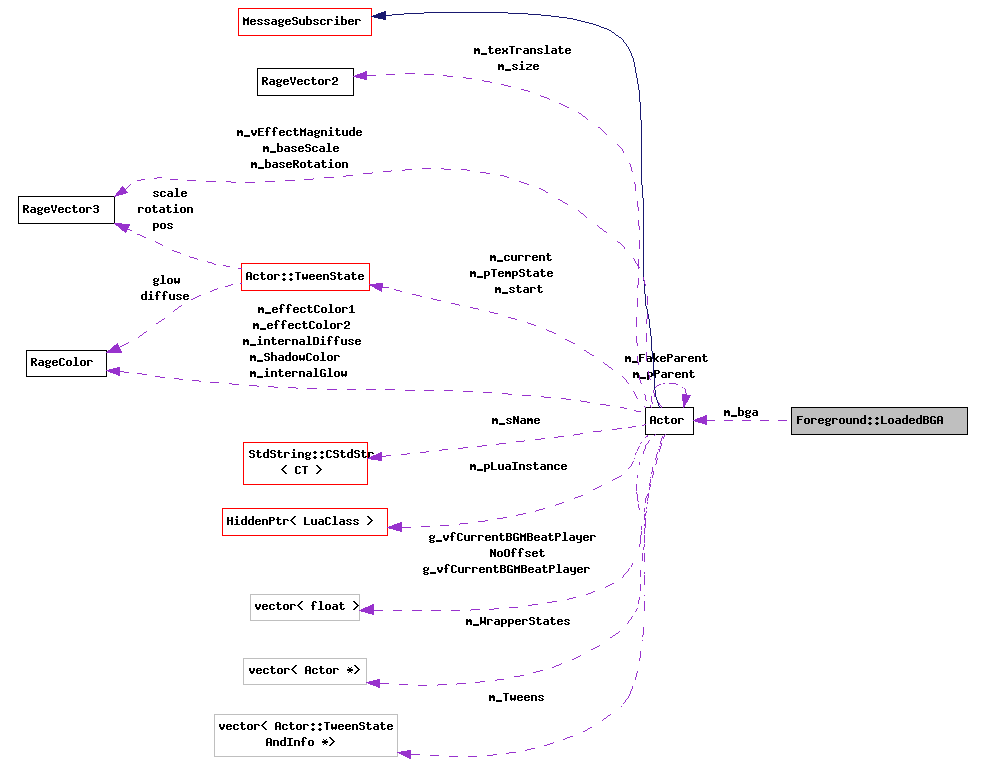 MessageSubscriber
m_texTranslate
m_size
RageVector2
m_vEffectMagnitude
m_baseScale
m_baseRotation
RageVector3
scale
rotation
pos
m_current
m_pTempState
m_start
Actor::TweenState
glow
diffuse
m_effectColor1
m_effectColor2
m_internalDiffuse
m_ShadowColor
m_internalGlow
RageColor
m_FakeParent
m_pParent
m_bga
Actor
Foreground::LoadedBGA
m_sName
StdString::CStdStr
< CT >
m_pLuaInstance
HiddenPtr< LuaClass >
g_vfCurrentBGMBeatPlayer
NoOffset
g_vfCurrentBGMBeatPlayer
vector< float >
m_WrapperStates
vector< Actor *>
m_Tweens
vector< Actor::TweenState
AndInfo *>